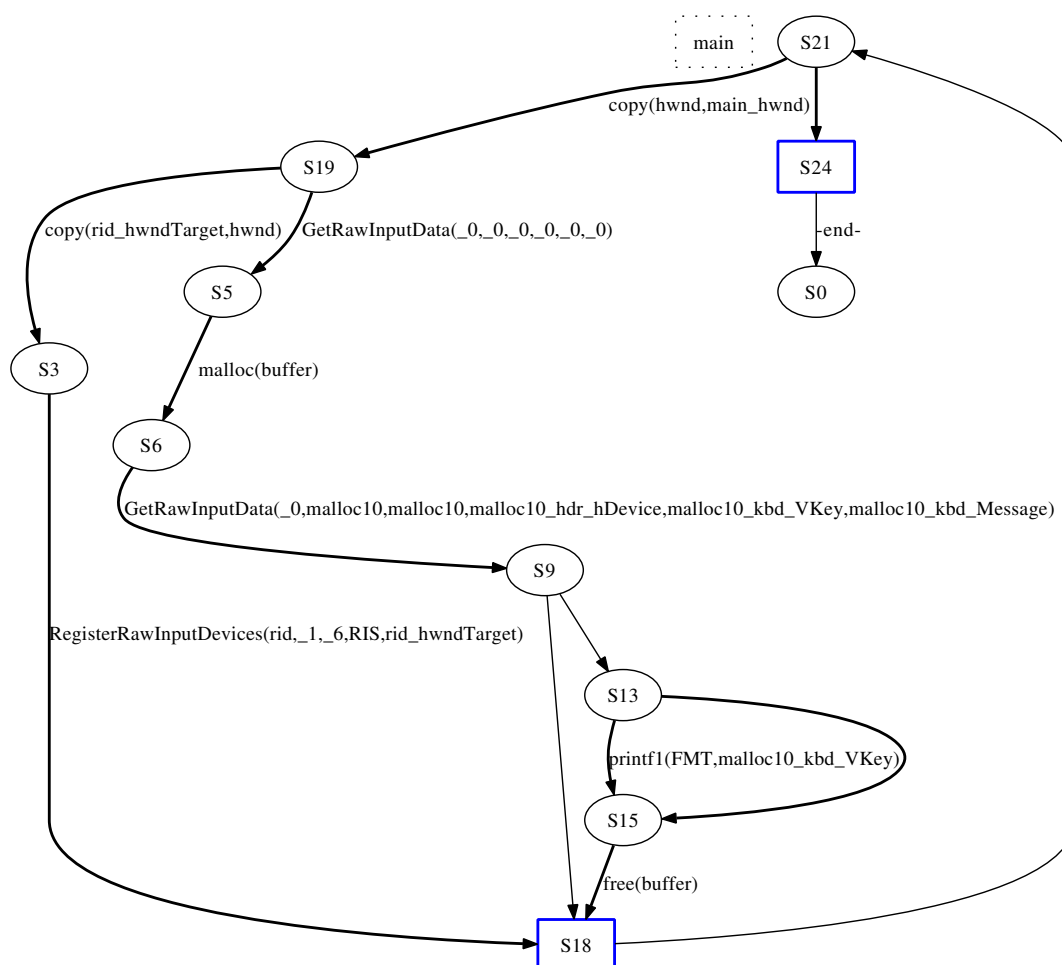 main
S21
copy(hwnd,main_hwnd)
S19
S24
copy(rid_hwndTarget,hwnd)
GetRawInputData(_0,_0,_0,_0,_0,_0)
-end-
S5
S0
S3
malloc(buffer)
S6
GetRawInputData(_0,malloc10,malloc10,malloc10_hdr_hDevice,malloc10_kbd_VKey,malloc10_kbd_Message)
S9
RegisterRawInputDevices(rid,_1,_6,RIS,rid_hwndTarget)
S13
printf1(FMT,malloc10_kbd_VKey)
S15
free(buffer)
S18